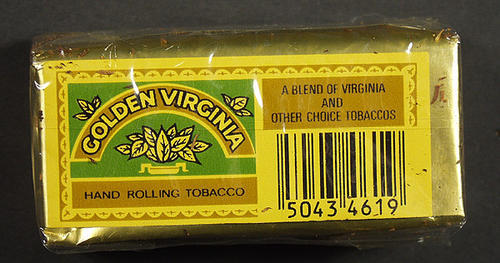 GOLDEN VIRGINIA
HAND ROLLING TOBACCO
A BLEND OF VIRGINIA
AND
OTHER CHOICE TOBACCOS
5043 4619